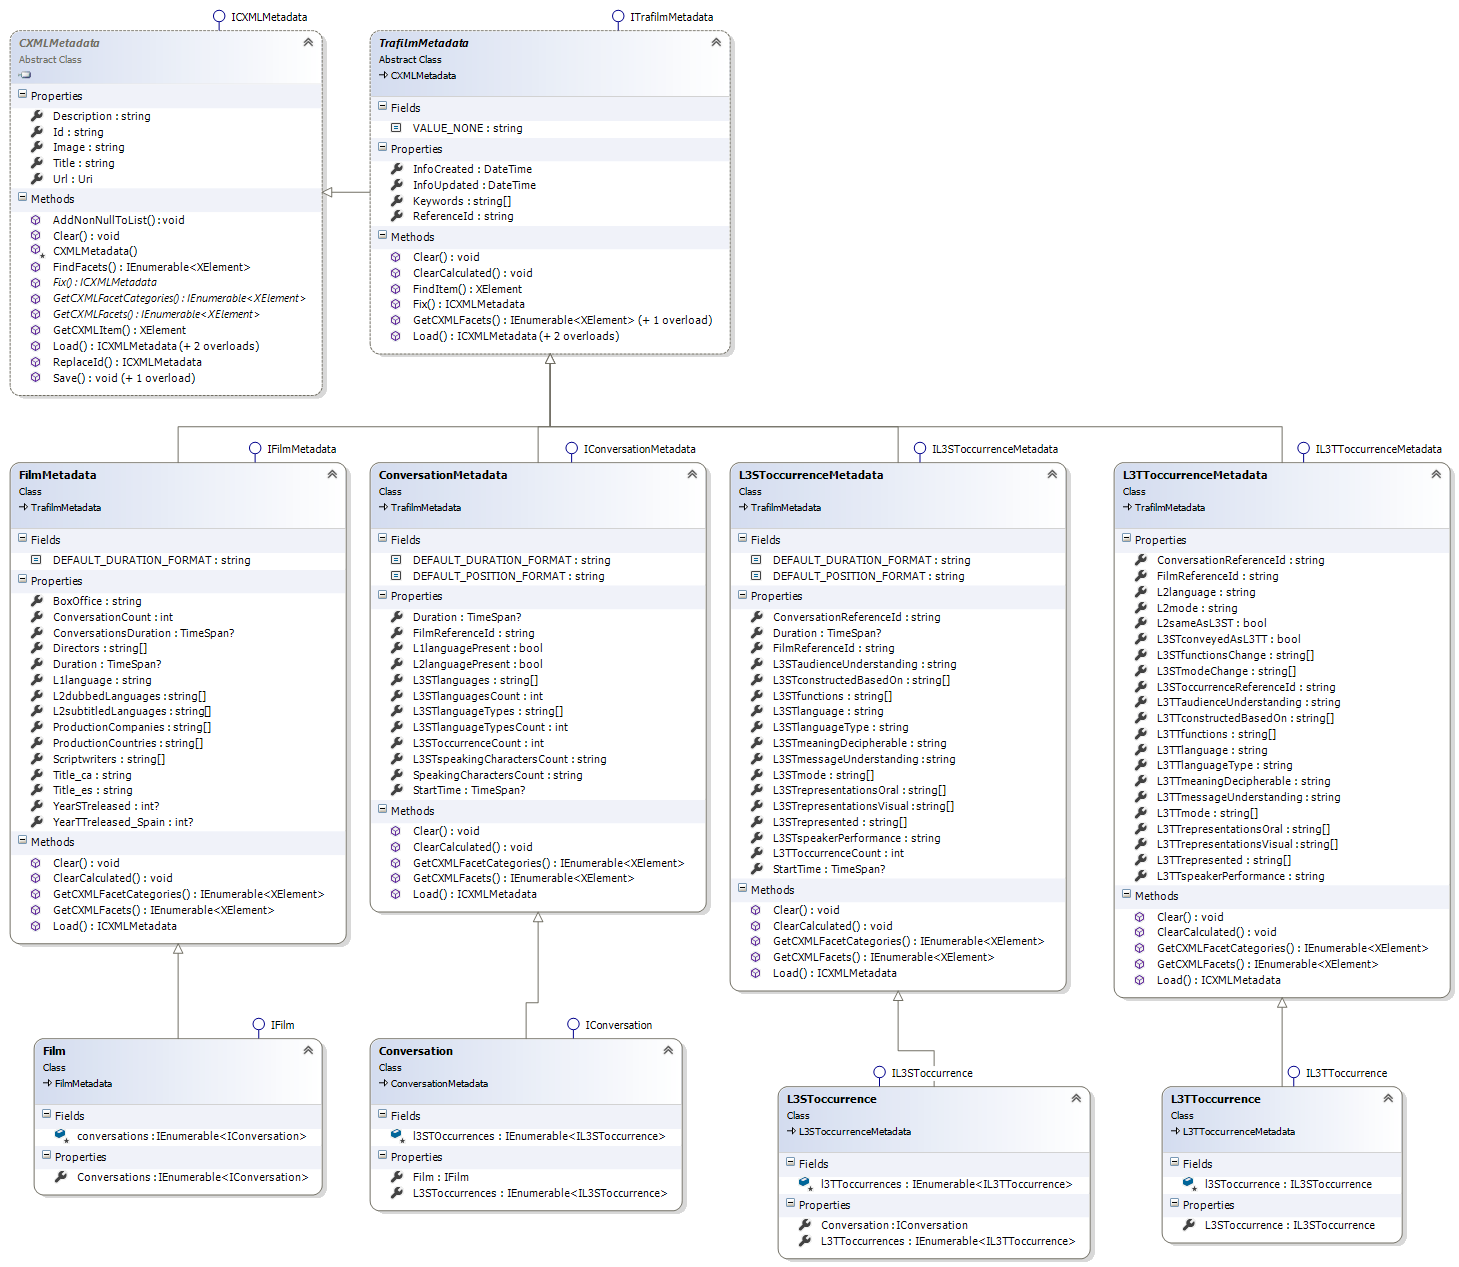 ICXMLMetadata
CXMLMetadata
Abstract Class
Properties
Description : string
Id : string
Image : string
Title : string
Url : Uri
Methods
AddNonNullToList() : void
Clear() : void
CXMLMetadata()
FindFacets() : IEnumerable<XElement>
Fix() : ICXMLMetadata
GetCXMLFacetCategories() : IEnumerable<XElement>
GetCXMLFacets() : IEnumerable<XElement>
GetCXMLItem() : XElement
Load() : ICXMLMetadata (+ 2 overloads)
ReplaceId() : ICXMLMetadata
Save() : void (+ 1 overload)
ITrafilmMetadata
TrafilmMetadata
Abstract Class
CXMLMetadata
Fields
VALUE_NONE : string
Properties
InfoCreated : DateTime
InfoUpdated : DateTime
Keywords : string[]
ReferenceId : string
Methods
Clear() : void
ClearCalculated() : void
FindItem() : XElement
Fix() : ICXMLMetadata
GetCXMLFacets() : IEnumerable<XElement> (+ 1 overload)
Load() : ICXMLMetadata (+ 2 overloads)
IFilmMetadata
FilmMetadata
Class
TrafilmMetadata
Fields
DEFAULT_DURATION_FORMAT : string
Properties
BoxOffice : string
ConversationCount : int
ConversationsDuration : TimeSpan?
Directors : string[]
Duration : TimeSpan?
L1language : string
L2dubbedLanguages : string[]
L2subtitledLanguages : string[]
ProductionCompanies : string[]
ProductionCountries : string[]
Scriptwriters : string[]
Title_ca : string
Title_es : string
YearSTreleased : int?
YearTTreleased_Spain : int?
Methods
Clear() : void
ClearCalculated() : void
GetCXMLFacetCategories() : IEnumerable<XElement>
GetCXMLFacets() : IEnumerable<XElement>
Load() : ICXMLMetadata
IConversationMetadata
ConversationMetadata
Class
TrafilmMetadata
Fields
DEFAULT_DURATION_FORMAT : string
DEFAULT_POSITION_FORMAT : string
Properties
Duration : TimeSpan?
FilmReferenceId : string
L1languagePresent : bool
L2languagePresent : bool
L3STlanguages : string[]
L3STlanguagesCount : int
L3STlanguageTypes : string[]
L3STlanguageTypesCount : int
L3SToccurrenceCount : int
L3STspeakingCharactersCount : string
SpeakingCharactersCount : string
StartTime : TimeSpan?
Methods
Clear() : void
ClearCalculated() : void
GetCXMLFacetCategories() : IEnumerable<XElement>
GetCXMLFacets() : IEnumerable<XElement>
Load() : ICXMLMetadata
IL3SToccurrenceMetadata
L3SToccurrenceMetadata
Class
TrafilmMetadata
Fields
DEFAULT_DURATION_FORMAT : string
DEFAULT_POSITION_FORMAT : string
Properties
ConversationReferenceId : string
Duration : TimeSpan?
FilmReferenceId : string
L3STaudienceUnderstanding : string
L3STconstructedBasedOn : string[]
L3STfunctions : string[]
L3STlanguage : string
L3STlanguageType : string
L3STmeaningDecipherable : string
L3STmessageUnderstanding : string
L3STmode : string[]
L3STrepresentationsOral : string[]
L3STrepresentationsVisual : string[]
L3STrepresented : string[]
L3STspeakerPerformance : string
L3TToccurrenceCount : int
StartTime : TimeSpan?
Methods
Clear() : void
ClearCalculated() : void
GetCXMLFacetCategories() : IEnumerable<XElement>
GetCXMLFacets() : IEnumerable<XElement>
Load() : ICXMLMetadata
IL3TToccurrenceMetadata
L3TToccurrenceMetadata
Class
TrafilmMetadata
Properties
ConversationReferenceId : string
FilmReferenceId : string
L2language : string
L2mode : string
L2sameAsL3ST : bool
L3STconveyedAsL3TT : bool
L3STfunctionsChange : string[]
L3STmodeChange : string[]
L3SToccurrenceReferenceId : string
L3TTaudienceUnderstanding : string
L3TTconstructedBasedOn : string[]
L3TTfunctions : string[]
L3TTlanguage : string
L3TTlanguageType : string
L3TTmeaningDecipherable : string
L3TTmessageUnderstanding : string
L3TTmode : string[]
L3TTrepresentationsOral : string[]
L3TTrepresentationsVisual : string[]
L3TTrepresented : string[]
L3TTspeakerPerformance : string
Methods
Clear() : void
ClearCalculated() : void
GetCXMLFacetCategories() : IEnumerable<XElement>
GetCXMLFacets() : IEnumerable<XElement>
Load() : ICXMLMetadata
IFilm
Film
Class
FilmMetadata
Fields
conversations : IEnumerable<IConversation>
Properties
Conversations : IEnumerable<IConversation>
IConversation
Conversation
Class
ConversationMetadata
Fields
l3STOccurrences : IEnumerable<IL3SToccurrence>
Properties
Film : IFilm
L3SToccurrences : IEnumerable<IL3SToccurrence>
IL3SToccurrence
L3SToccurrence
Class
L3SToccurrenceMetadata
Fields
l3TToccurrences : IEnumerable<IL3TToccurrence>
Properties
Conversation : IConversation
L3TToccurrences : IEnumerable<IL3TToccurrence>
IL3TToccurrence
L3TToccurrence
Class
L3TToccurrenceMetadata
Fields
l3SToccurrence : IL3SToccurrence
Properties
L3SToccurrence : IL3SToccurrence